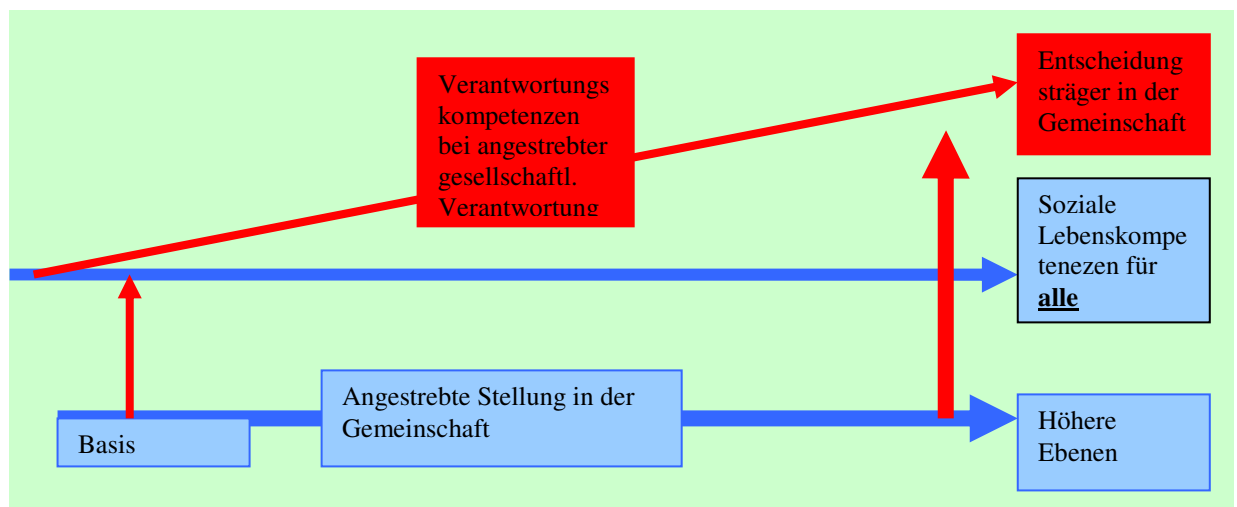 Verantwortungs
kompetenzen
bei angestrebter
gesellschaftl.
Verantwortung
Entscheidung
sträger in der
Gemeinschaft
Soziale
Lebenskompe
tenezen für
alle
Angestrebte Stellung in der
Gemeinschaft
Basis
Höhere
Ebenen